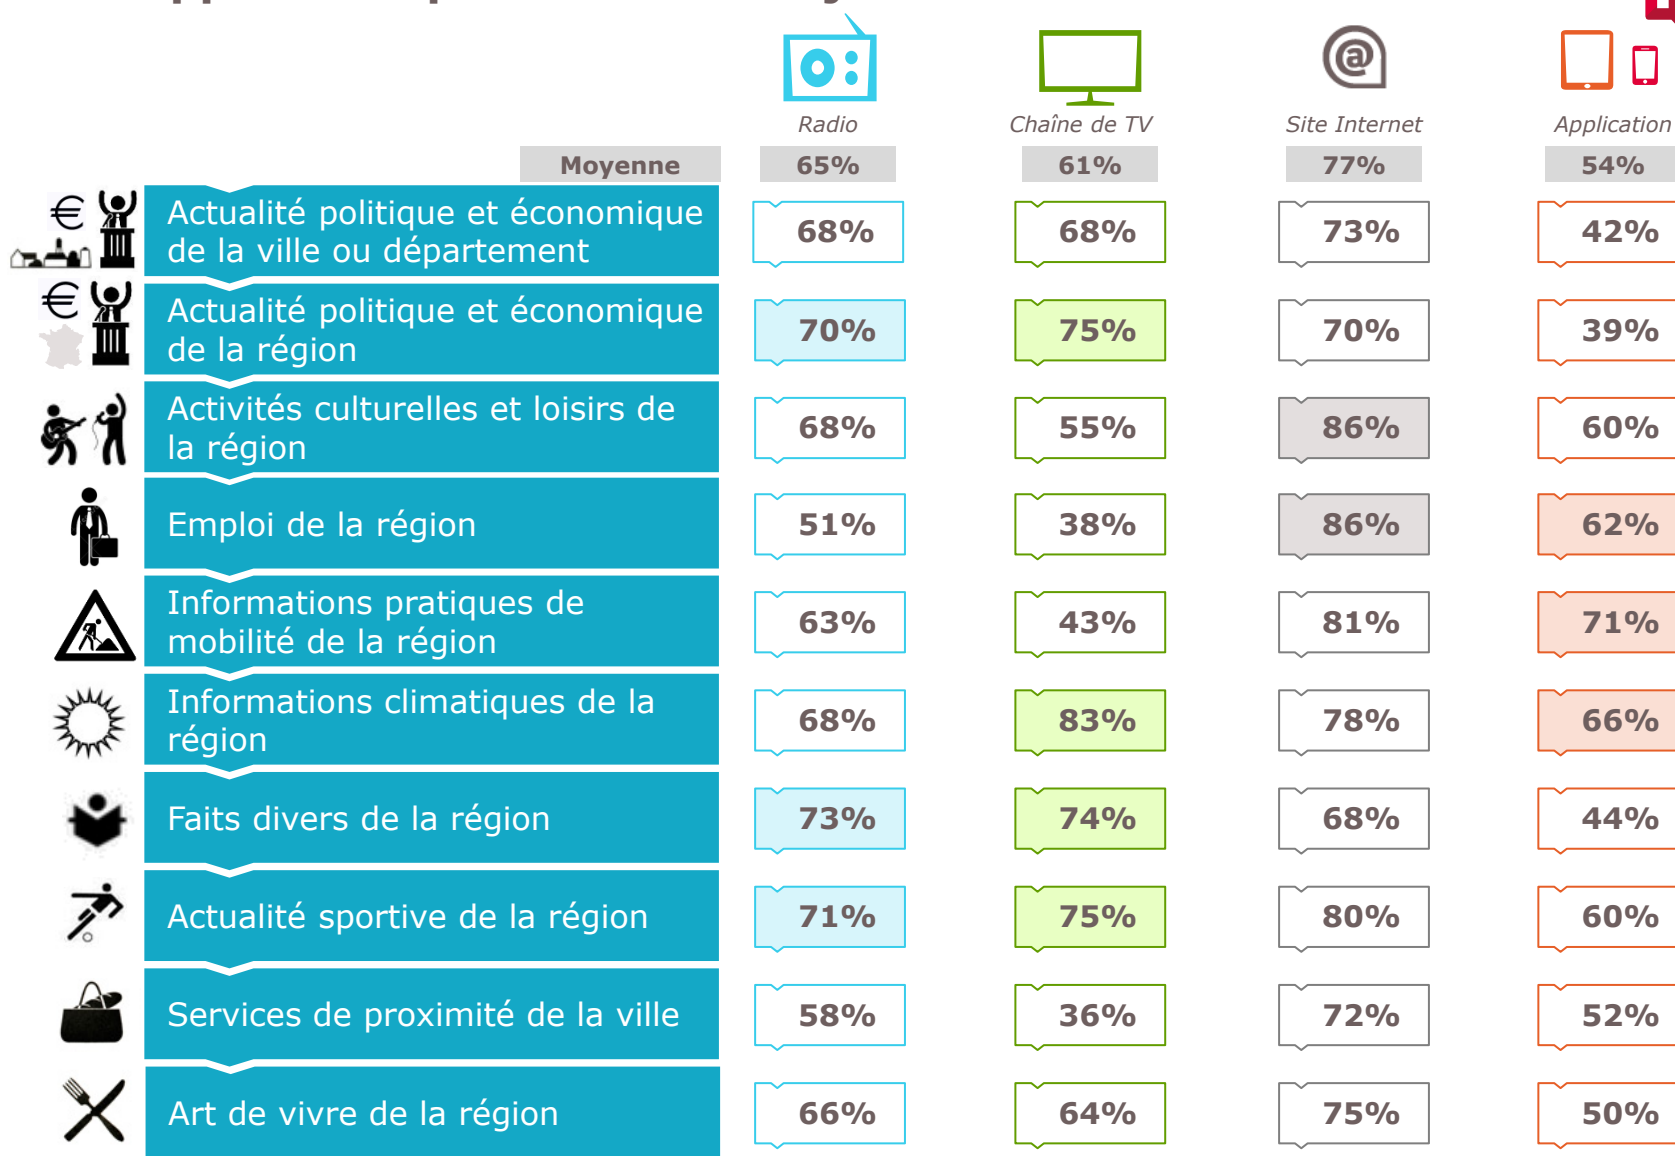 Radio Chaîne de TV Site Internet Application
Moyenne 65% 61% 77% 54%
Actualité politique et économique
de la ville ou département
68% 68% 73% 42%
Actualité politique et économique
de la région
70% 75% 70% 39%
Activités culturelles et loisirs de
la région
68% 55% 86% 60%
Emploi de la région
51% 38% 86% 62%
Informations pratiques de
mobilité de la région
63% 43% 81% 71%
Informations climatiques de la
région
68% 83% 78% 66%
Faits divers de la région
73% 74% 68% 44%
Actualité sportive de la région
71% 75% 80% 60%
Services de proximité de la ville
58% 36% 72% 52%
Art de vivre de la région
66% 64% 75% 50%